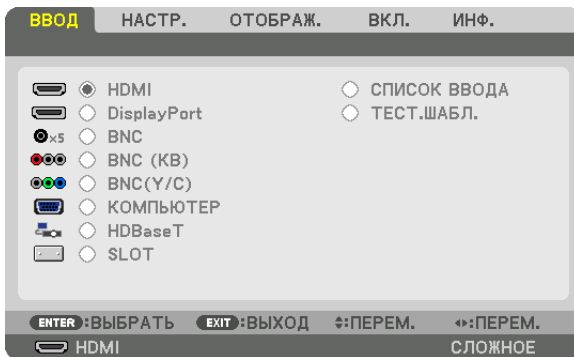 ВВОД НАСТР. ОТОБРАЖ. ВКЛ. ИНФ.
HDMI СПИСОК ВВОДА
DisplayPort ТЕСТ.ШАБЛ.
×5 BNC
BNC (КВ)
BNC(Y/C)
КОМПЬЮТЕР
HDBaseT
SLOT
ENTER :ВЫБРАТЬ EXIT :ВЫХОД :ПЕРЕМ. :ПЕРЕМ.
HDMI СЛОЖНОЕ